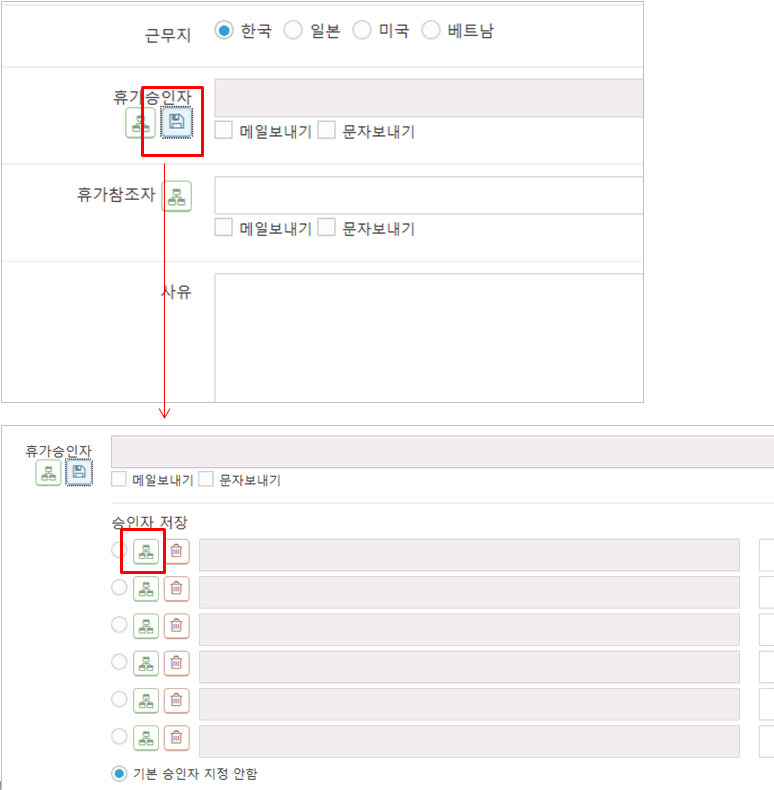 근무지 한국 일본 미국 베트남
휴가승인자
메일보내기 문자보내기
휴가참조자
메일보내기 문자보내기
사유
휴가승인자
메일보내기 문자보내기
승인자 저장
기본 승인자 지정 안함